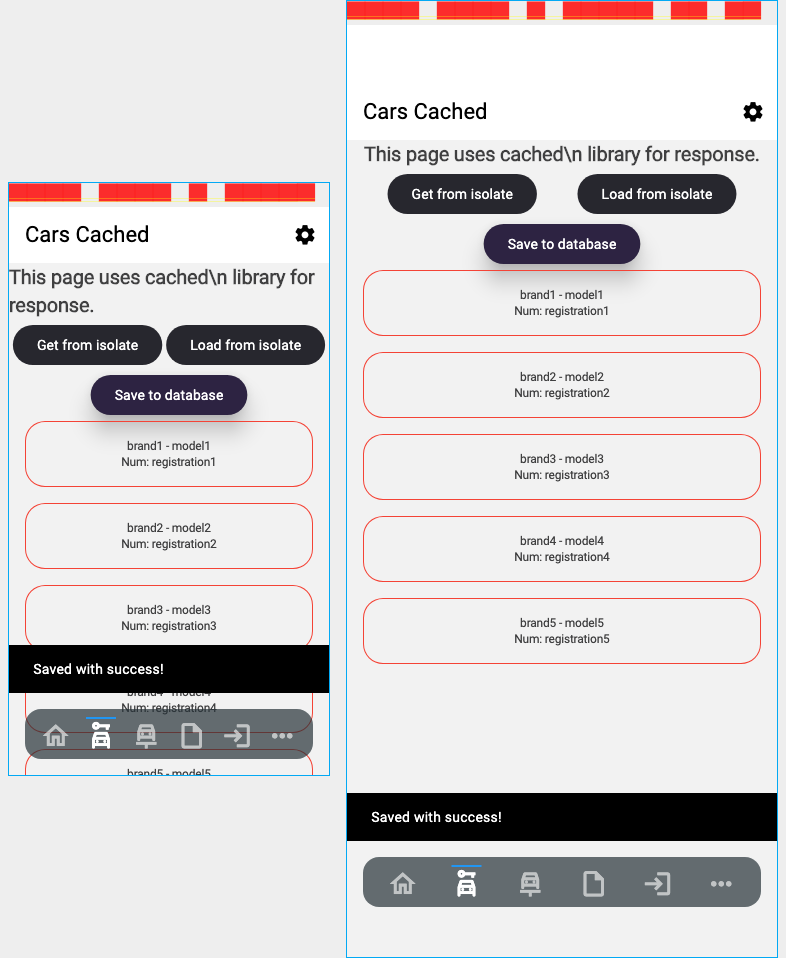 Cars Cached
This page uses cached\n library for
response.
Get from isolate
Load from isolate
Save to database
brand1 - model1
Num: registration1
brand2 - model2
Num: registration2
brand3 - model3
Num: registration3
Saved with success!
brand4 - model4
Num: registration4
brand5 - model5
Cars Cached
This page uses cached\n library for response.
Get from isolate
Load from isolate
Save to database
brand1 - model1
Num: registration1
brand2 - model2
Num: registration2
brand3 - model3
Num: registration3
brand4 - model4
Num: registration4
brand5 - model5
Num: registration5
Saved with success!